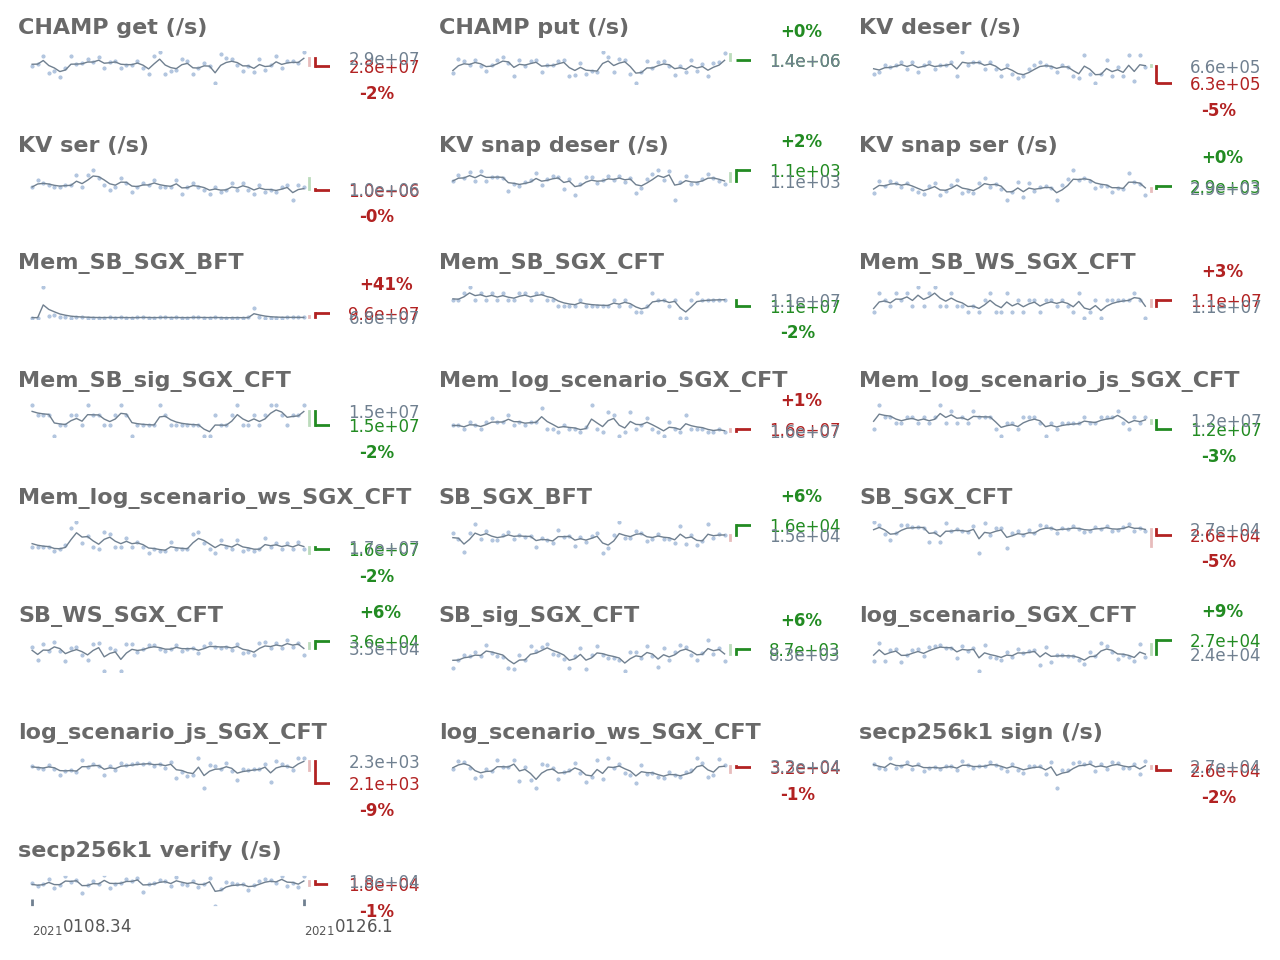 CHAMP get (/s)
2.9e+07
2.8e+07
-2%
CHAMP put (/s)
+0%
1.4e+06
KV deser (/s)
6.6e+05
6.3e+05
-5%
KV ser (/s)
1.0e+06
-0%
KV snap deser (/s)
+2%
1.1e+03
1.1e+03
KV snap ser (/s)
+0%
2.9e+03
2.9e+03
Mem_SB_SGX_BFT
+41%
9.6e+07
6.8e+07
Mem_SB_SGX_CFT
1.1e+07
1.1e+07
-2%
Mem_SB_WS_SGX_CFT
+3%
1.1e+07
1.1e+07
Mem_SB_sig_SGX_CFT
1.5e+07
1.5e+07
-2%
Mem_log_scenario_SGX_CFT
+1%
1.6e+07
1.6e+07
Mem_log_scenario_js_SGX_CFT
1.2e+07
1.2e+07
-3%
Mem_log_scenario_ws_SGX_CFT
1.7e+07
1.6e+07
-2%
SB_SGX_BFT
+6%
1.6e+04
1.5e+04
SB_SGX_CFT
2.7e+04
2.6e+04
-5%
SB_WS_SGX_CFT
+6%
3.6e+04
3.3e+04
SB_sig_SGX_CFT
+6%
8.7e+03
8.3e+03
log_scenario_SGX_CFT
+9%
2.7e+04
2.4e+04
log_scenario_js_SGX_CFT
2.3e+03
2.1e+03
-9%
log_scenario_ws_SGX_CFT
3.2e+04
3.2e+04
-1%
secp256k1 sign (/s)
2.7e+04
2.6e+04
-2%
secp256k1 verify (/s)
1.8e+04
1.8e+04
-1%
20210108.34
20210126.1